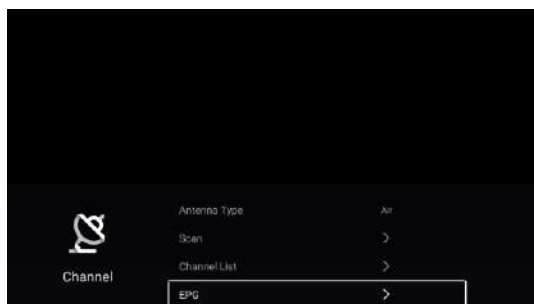 Antenna Type Air
Scan
Channel List
Channel
EPG